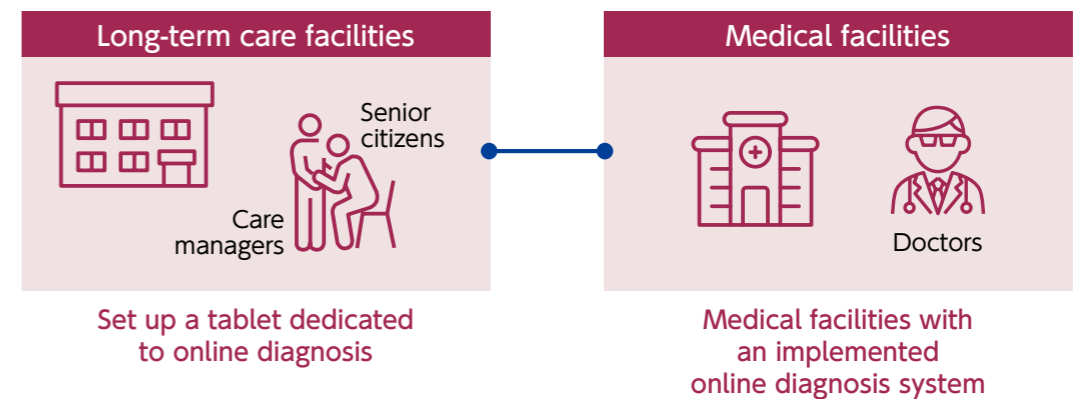 Long-term care facilities
Senior
citizens
Care
managers
Set up a tablet dedicated
to online diagnosis
Medical facilities
Doctors
Medical facilities with
an implemented
online diagnosis system